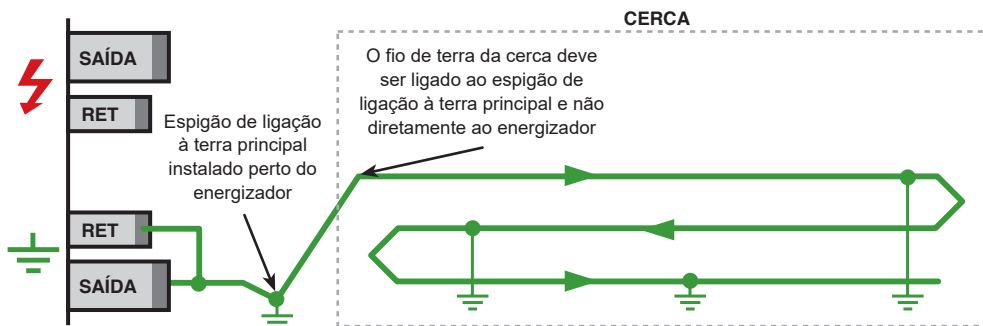 CERCA
SAÍDA
RET
O fio de terra da cerca deve
ser ligado ao espigão de
ligação à terra principal e não
diretamente ao energizador
Espigão de ligação
à terra principal
instalado perto do
energizador
RET
SAÍDA